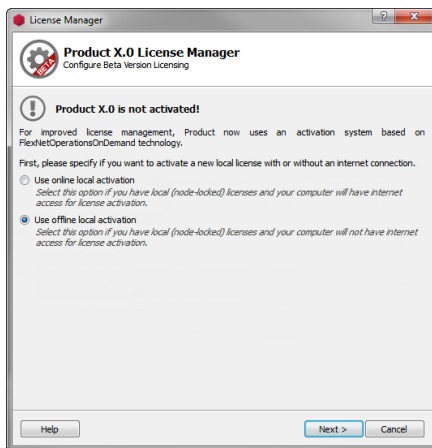 License Manager
?
X
Product X.0 License Manager
Configure Beta Version Licensing
BETA
!
Product X.0 is not activated!
For improved license management, Product now uses an activation system based on
FlexNetOperationsOnDemand technology.
First, please specify if you want to activate a new local license with or without an internet connection.
Use online local activation
Select this option if you have local (node-locked) licenses and your computer will have internet
access for license activation.
Use offline local activation
Select this option if you have local (node-locked) licenses and your computer will not have internet
access for license activation.
Help
Next >
Cancel